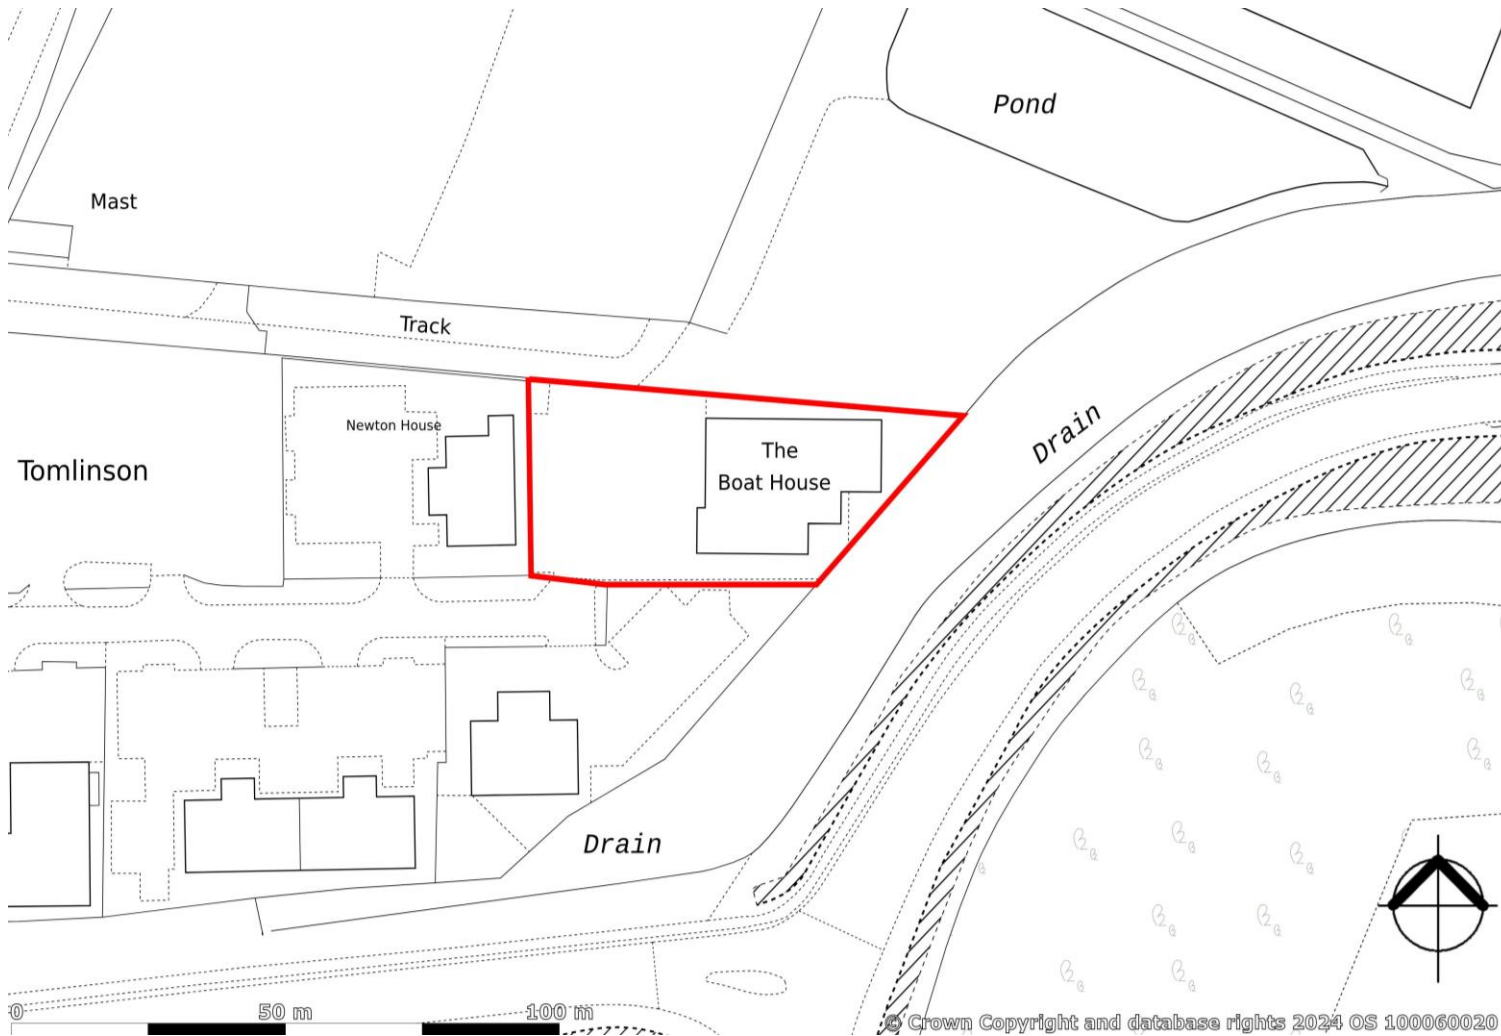 Pond
Mast
Track
Newton House
The
Boat House
Drain
Tomlinson
Drain
0 50 m 100 m
© Crown Copyright and database rights 2024 OS 100060020